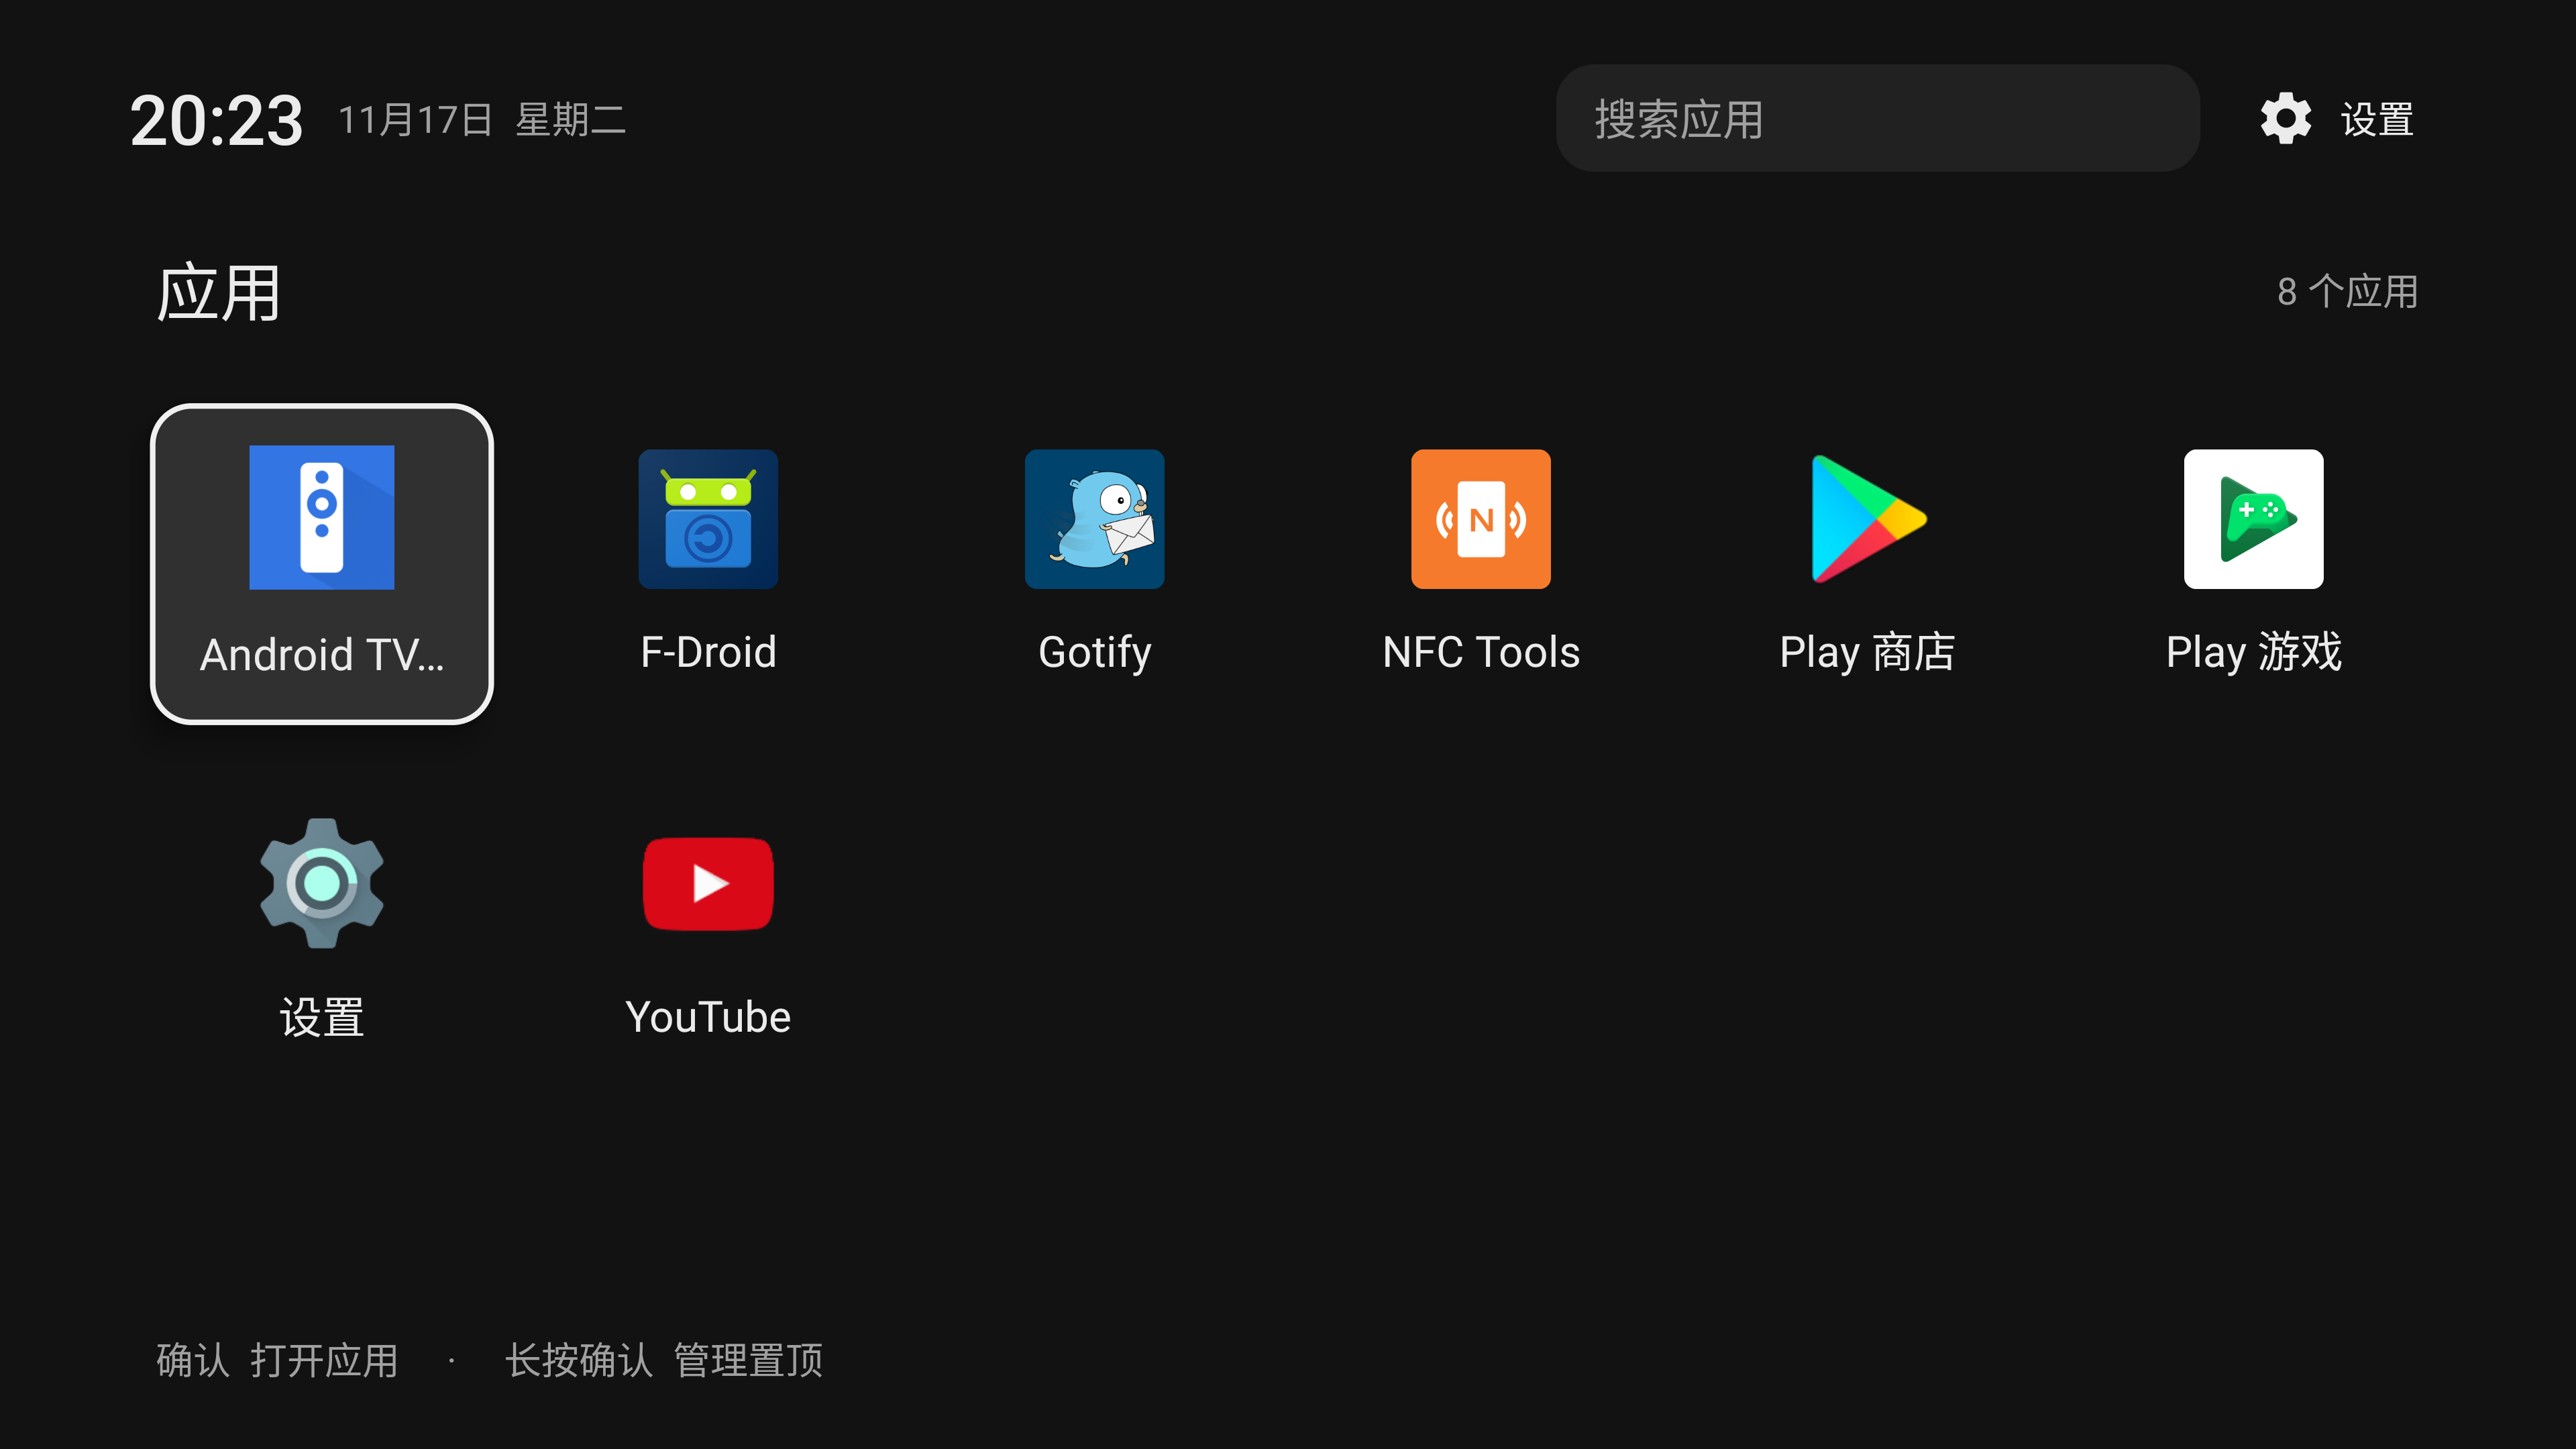 20:23 11月17日 星期二
搜索应用
设置
应用
8 个应用
Android TV...
F-Droid
Gotify
N
NFC Tools
Play 商店
Play 游戏
设置
YouTube
确认 打开应用 · 长按确认 管理置顶